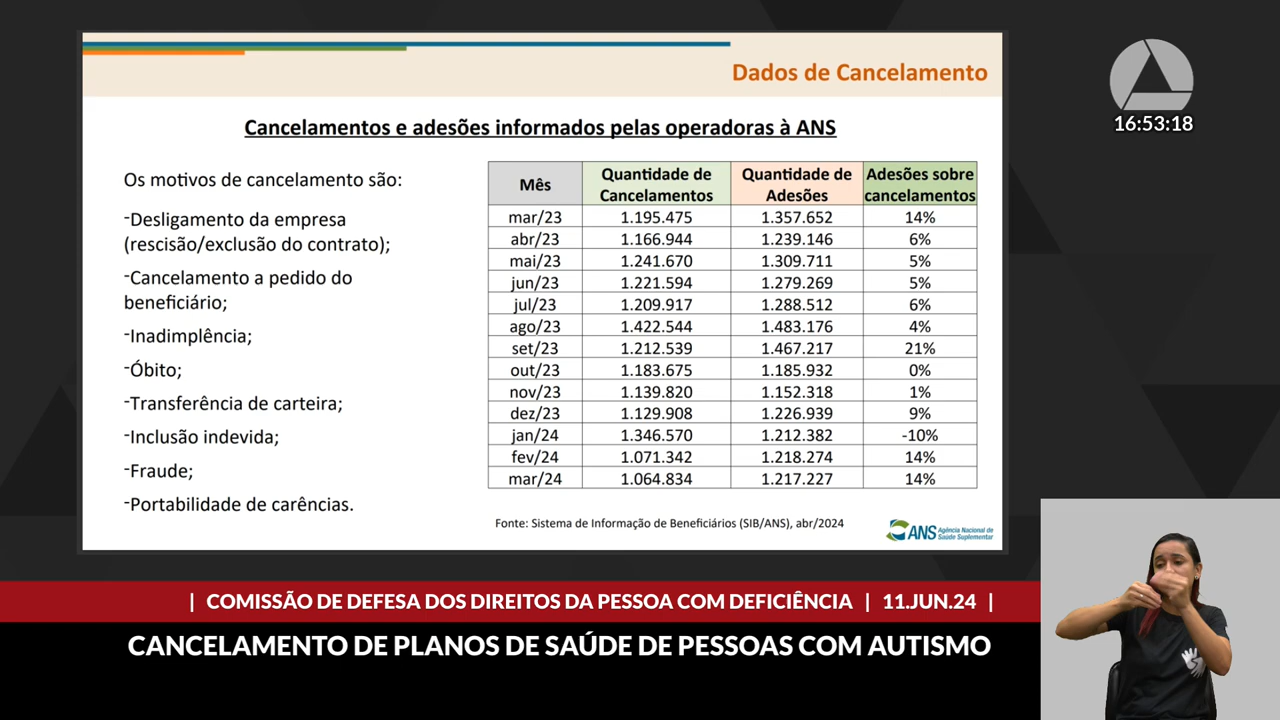 Dados de Cancelamento
16:53:18
Cancelamentos e adesões informados pelas operadoras à ANS
Os motivos de cancelamento são:
-Desligamento da empresa
(rescisão/exclusão do contrato);
-Cancelamento a pedido do
beneficiário;
-Inadimplência;
-Óbito;
-Transferência de carteira;
-Inclusão indevida;
-Fraude;
-Portabilidade de carências.
Mês Quantidade de Cancelamentos Quantidade de Adesões Adesões sobre cancelamentos
mar/23 1.195.475 1.357.652 14%
abr/23 1.166.944 1.239.146 6%
mai/23 1.241.670 1.309.711 5%
jun/23 1.221.594 1.279.269 5%
jul/23 1.209.917 1.288.512 6%
ago/23 1.422.544 1.483.176 4%
set/23 1.212.539 1.467.217 21%
out/23 1.183.675 1.185.932 0%
nov/23 1.139.820 1.152.318 1%
dez/23 1.129.908 1.226.939 9%
jan/24 1.346.570 1.212.382 -10%
fev/24 1.071.342 1.218.274 14%
mar/24 1.064.834 1.217.227 14%
Fonte: Sistema de Informação de Beneficiários (SIB/ANS), abr/2024
ANS Agência Nacional de
Saúde Suplementar
| COMISSÃO DE DEFESA DOS DIREITOS DA PESSOA COM DEFICIÊNCIA | 11.JUN.24 |
CANCELAMENTO DE PLANOS DE SAÚDE DE PESSOAS COM AUTISMO